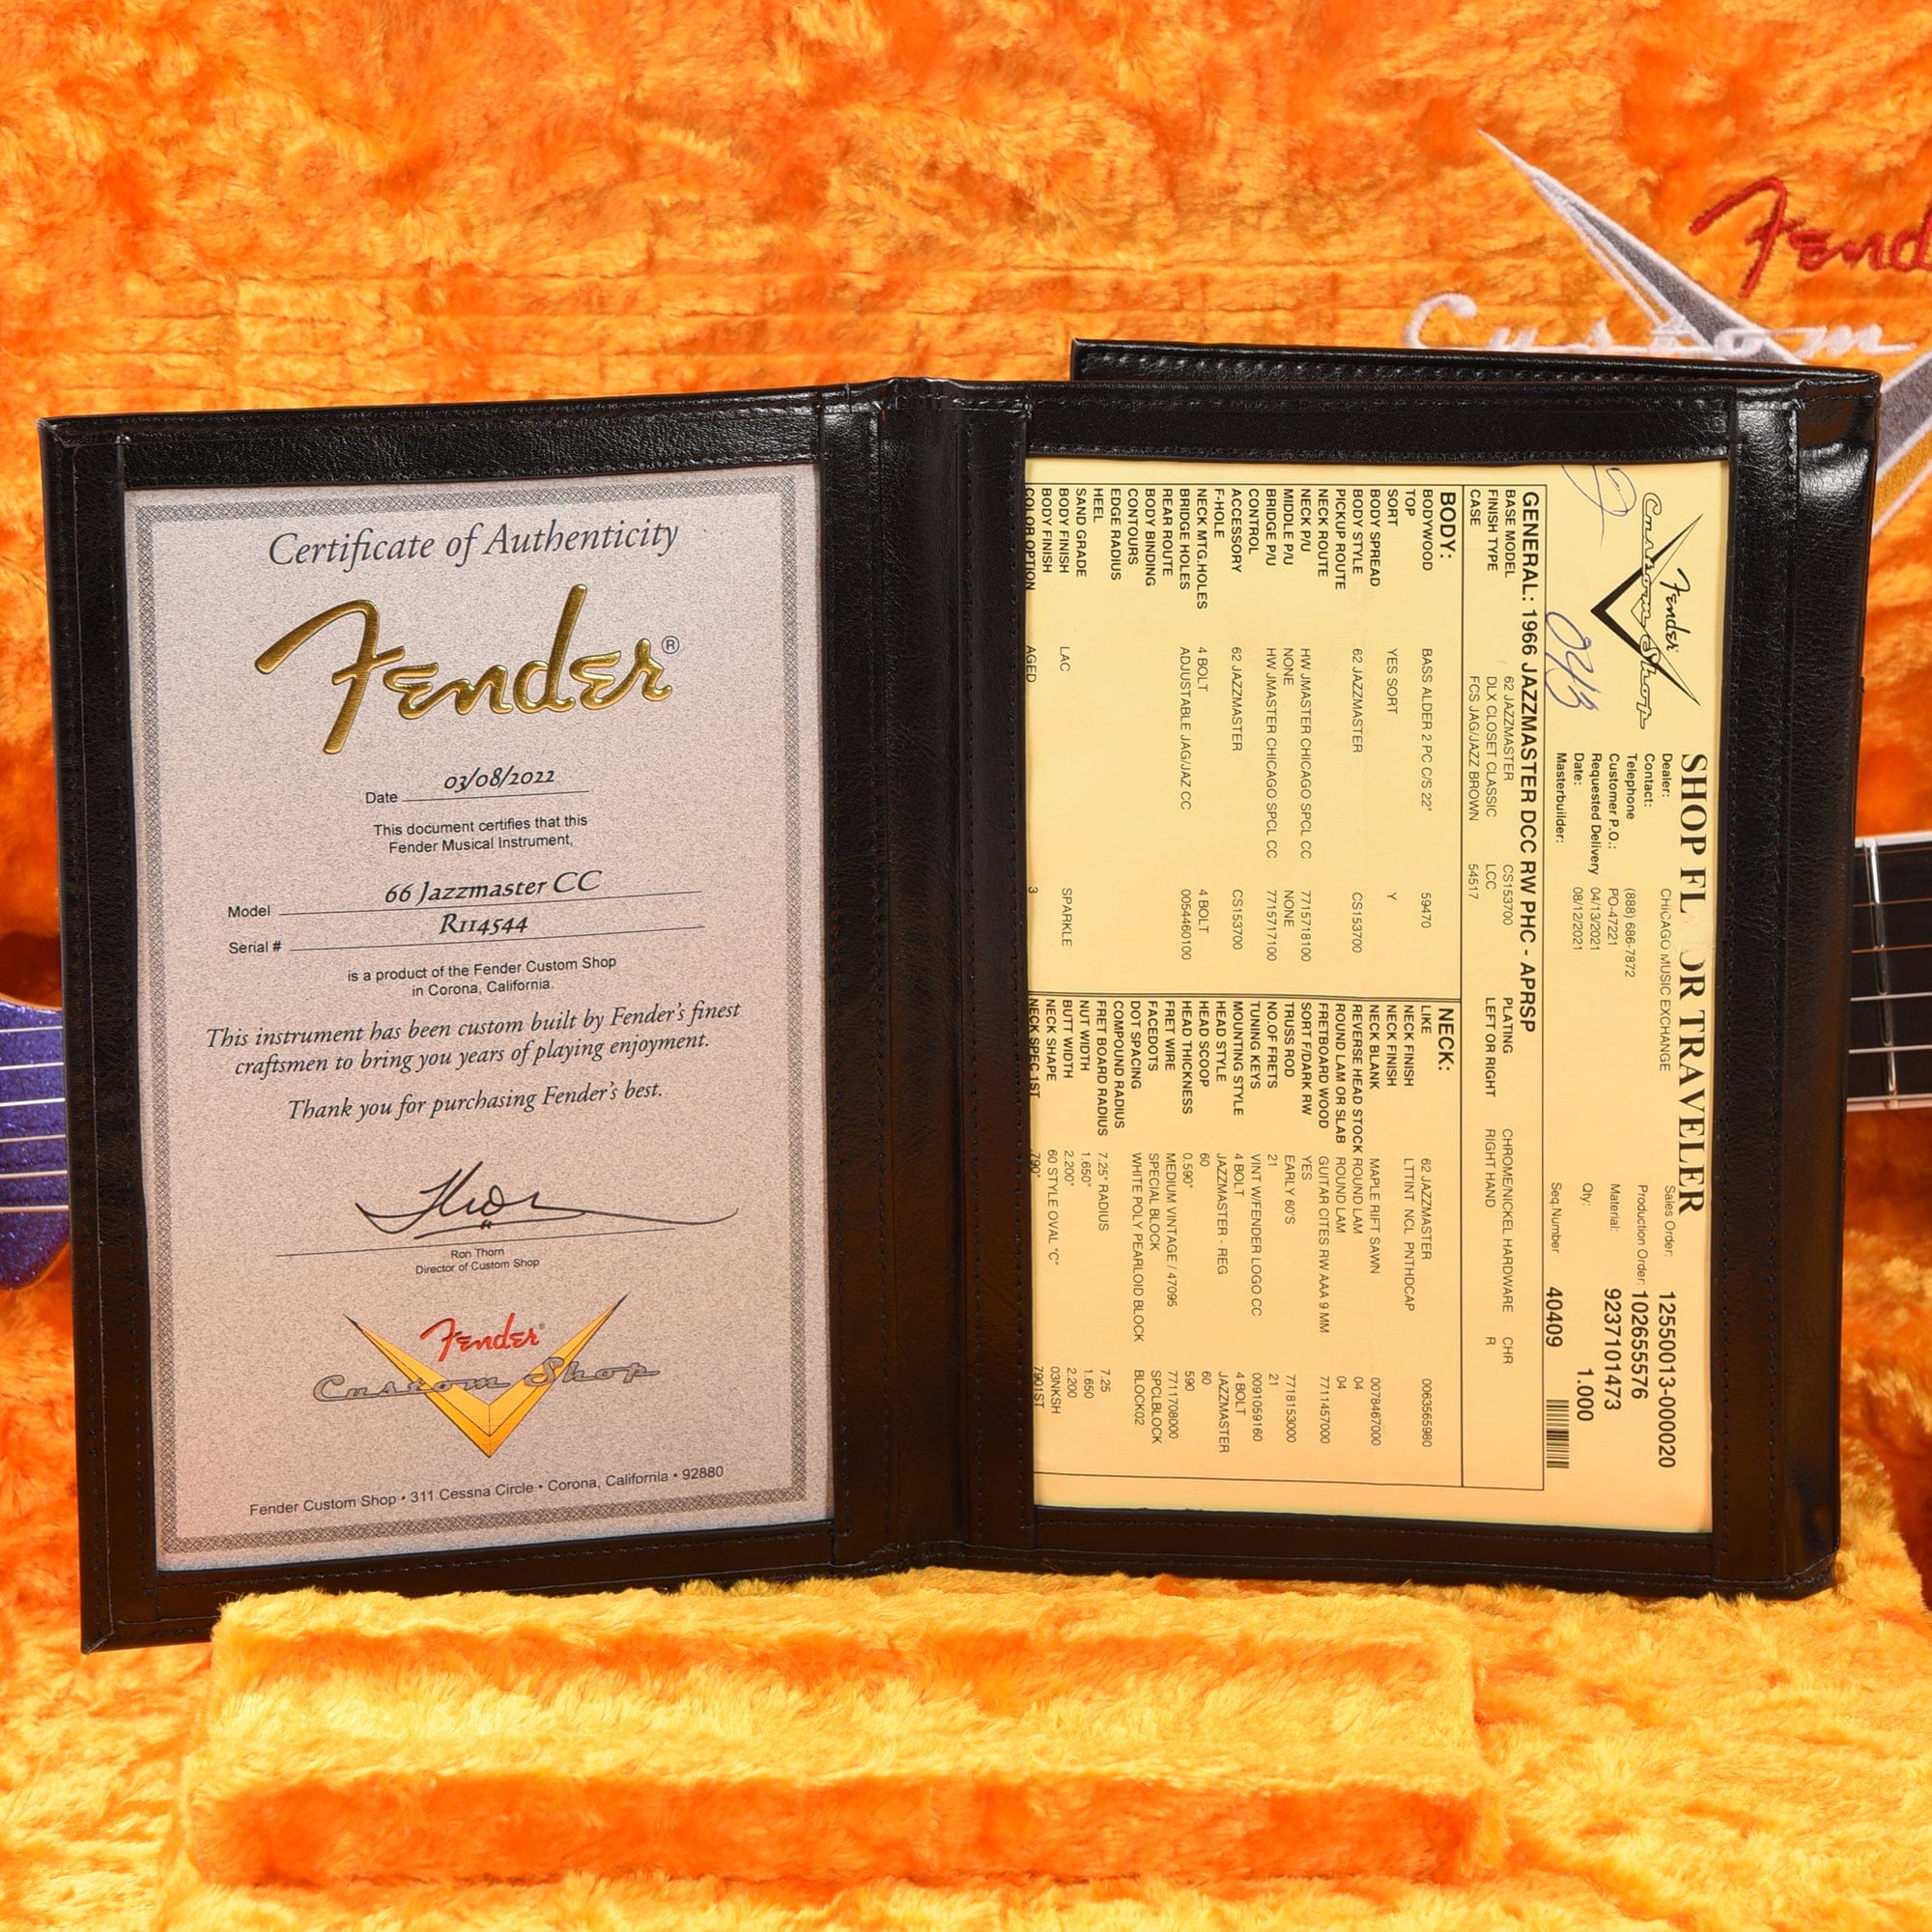 Fend
Custom
Certificate of Authenticity
Fender®
Date 03/08/2022
This document certifies that this
Fender Musical Instrument,
Model 66 Jazzmaster CC
Serial # R114544
is a product of the Fender Custom Shop
in Corona, California
This instrument has been custom built by Fender's finest
craftsmen to bring you years of playing enjoyment.
Thank you for purchasing Fender's best.
Ron Thorn
Director of Custom Shop
Fender®
Custom Shop
Fender Custom Shop • 311 Cessna Circle • Corona, California • 92880
Fender
Custom Shop
SHOP FL OR TRAVELER
Dealer: CHICAGO MUSIC EXCHANGE Sales Order: 12550013-000020
Contact: Production Order: 102655576
Telephone (888) 686-7872 Material: 9237101473
Customer P.O.: PO-47221 Qty: 1.000
Requested Delivery 04/13/2021
Date: 08/12/2021
Masterbuilder: Seq.Number 40409
GENERAL: 1966 JAZZMASTER DCC RW PHC - APRSP
BASE MODEL 62 JAZZMASTER CS153700 PLATING CHROME/NICKEL HARDWARE CHR
FINISH TYPE DLX CLOSET CLASSIC LCC LEFT OR RIGHT RIGHT HAND R
CASE FCS JAG/JAZZ BROWN 54517
BODY:
BODYWOOD BASS ALDER 2 PC C/S 22" 59470
TOP
SORT YES SORT Y
BODY SPREAD
BODY STYLE 62 JAZZMASTER CS153700
PICKUP ROUTE
NECK ROUTE
NECK P/U HW JMASTER CHICAGO SPCL CC 7715718100
MIDDLE P/U NONE NONE
BRIDGE P/U HW JMASTER CHICAGO SPCL CC 7715717100
CONTROL
ACCESSORY 62 JAZZMASTER CS153700
F-HOLE
NECK MTG.HOLES 4 BOLT 4 BOLT
BRIDGE HOLES ADJUSTABLE JAG/JAZ CC 0054460100
REAR ROUTE
BODY BINDING
CONTOURS
EDGE RADIUS
HEEL
SAND GRADE
BODY FINISH LAC SPARKLE
BODY FINISH
COLOR OPTION AGED 3
NECK:
LIKE 62 JAZZMASTER 0063565980
NECK FINISH LTTINT NCL PNTHDCAP
NECK FINISH
NECK BLANK MAPLE RIFT SAWN 0078467000
REVERSE HEAD STOCK ROUND LAM 04
ROUND LAM OR SLAB ROUND LAM 04
FRETBOARD WOOD GUITAR CITES RW AAA 9 MM 7711457000
SORT F/DARK RW YES
TRUSS ROD EARLY 60'S 7718153000
NO.OF FRETS 21 21
TUNING KEYS VINT W/FENDER LOGO CC 0091059160
MOUNTING STYLE 4 BOLT 4 BOLT
HEAD STYLE JAZZMASTER - REG JAZZMASTER
HEAD SCOOP 60 60
HEAD THICKNESS 0.590" 590
FRET WIRE MEDIUM VINTAGE / 47095 7711708000
FACEDOTS SPECIAL BLOCK SPCLBLOCK
DOT SPACING WHITE POLY PEARLOID BLOCK BLOCK02
COMPOUND RADIUS
FRET BOARD RADIUS 7.25" RADIUS 7.25
NUT WIDTH 1.650" 1.650
BUTT WIDTH 2.200" 2.200
NECK SHAPE 60 STYLE OVAL "C" 03NKSH
NECK SPEC 1ST .790" 7901ST